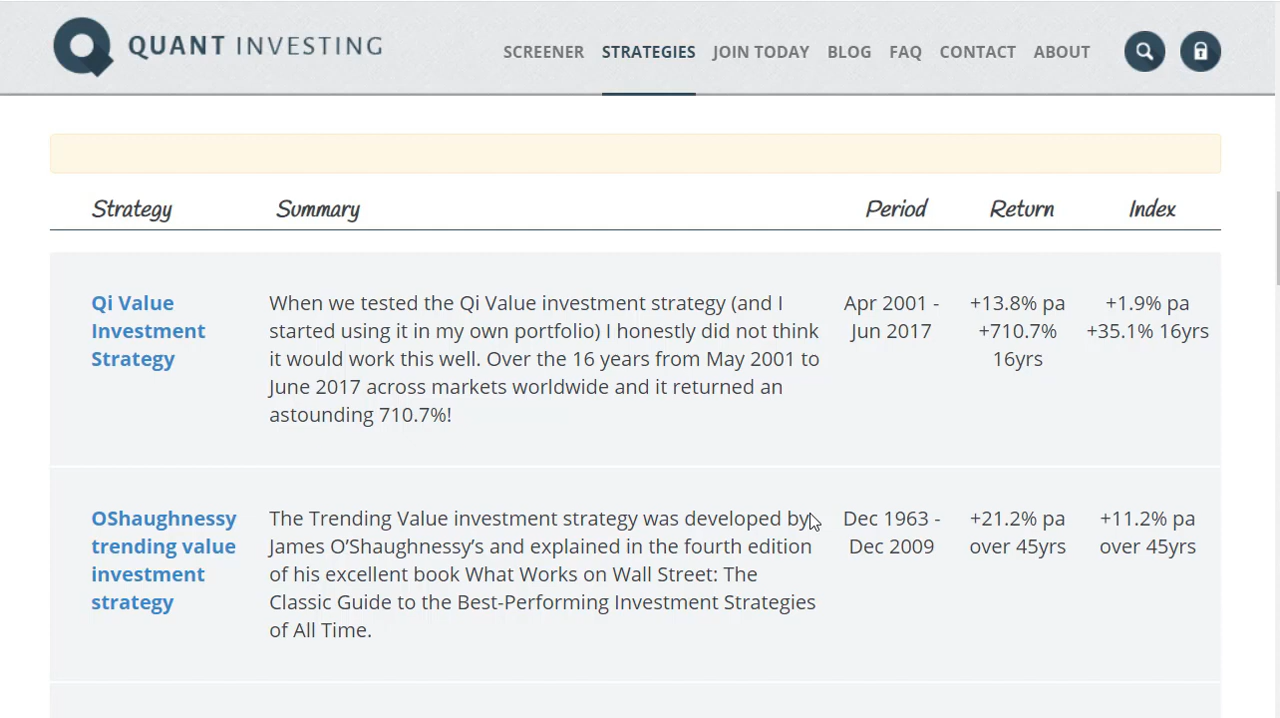 QUANT INVESTING
SCREENER STRATEGIES JOIN TODAY BLOG FAQ CONTACT ABOUT
Strategy Summary Period Return Index
Qi Value
Investment
Strategy
When we tested the Qi Value investment strategy (and I
started using it in my own portfolio) I honestly did not think
it would work this well. Over the 16 years from May 2001 to
June 2017 across markets worldwide and it returned an
astounding 710.7%!
Apr 2001 -
Jun 2017
+13.8% pa
+710.7%
16yrs
+1.9% pa
+35.1% 16yrs
OShaughnessy
trending value
investment
strategy
The Trending Value investment strategy was developed by
James O’Shaughnessy’s and explained in the fourth edition
of his excellent book What Works on Wall Street: The
Classic Guide to the Best-Performing Investment Strategies
of All Time.
Dec 1963 -
Dec 2009
+21.2% pa
over 45yrs
+11.2% pa
over 45yrs